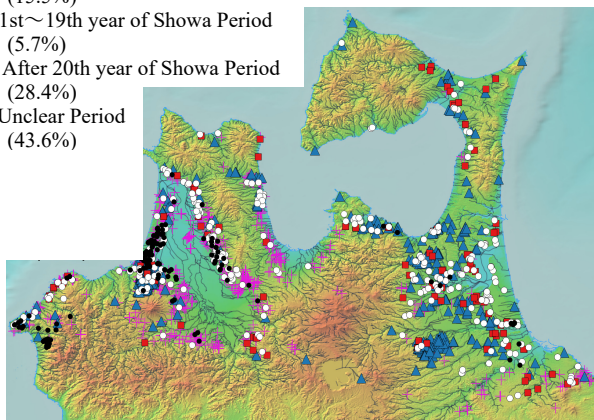 1st～19th year of Showa Period
(5.7%)
After 20th year of Showa Period
(28.4%)
Unclear Period
(43.6%)